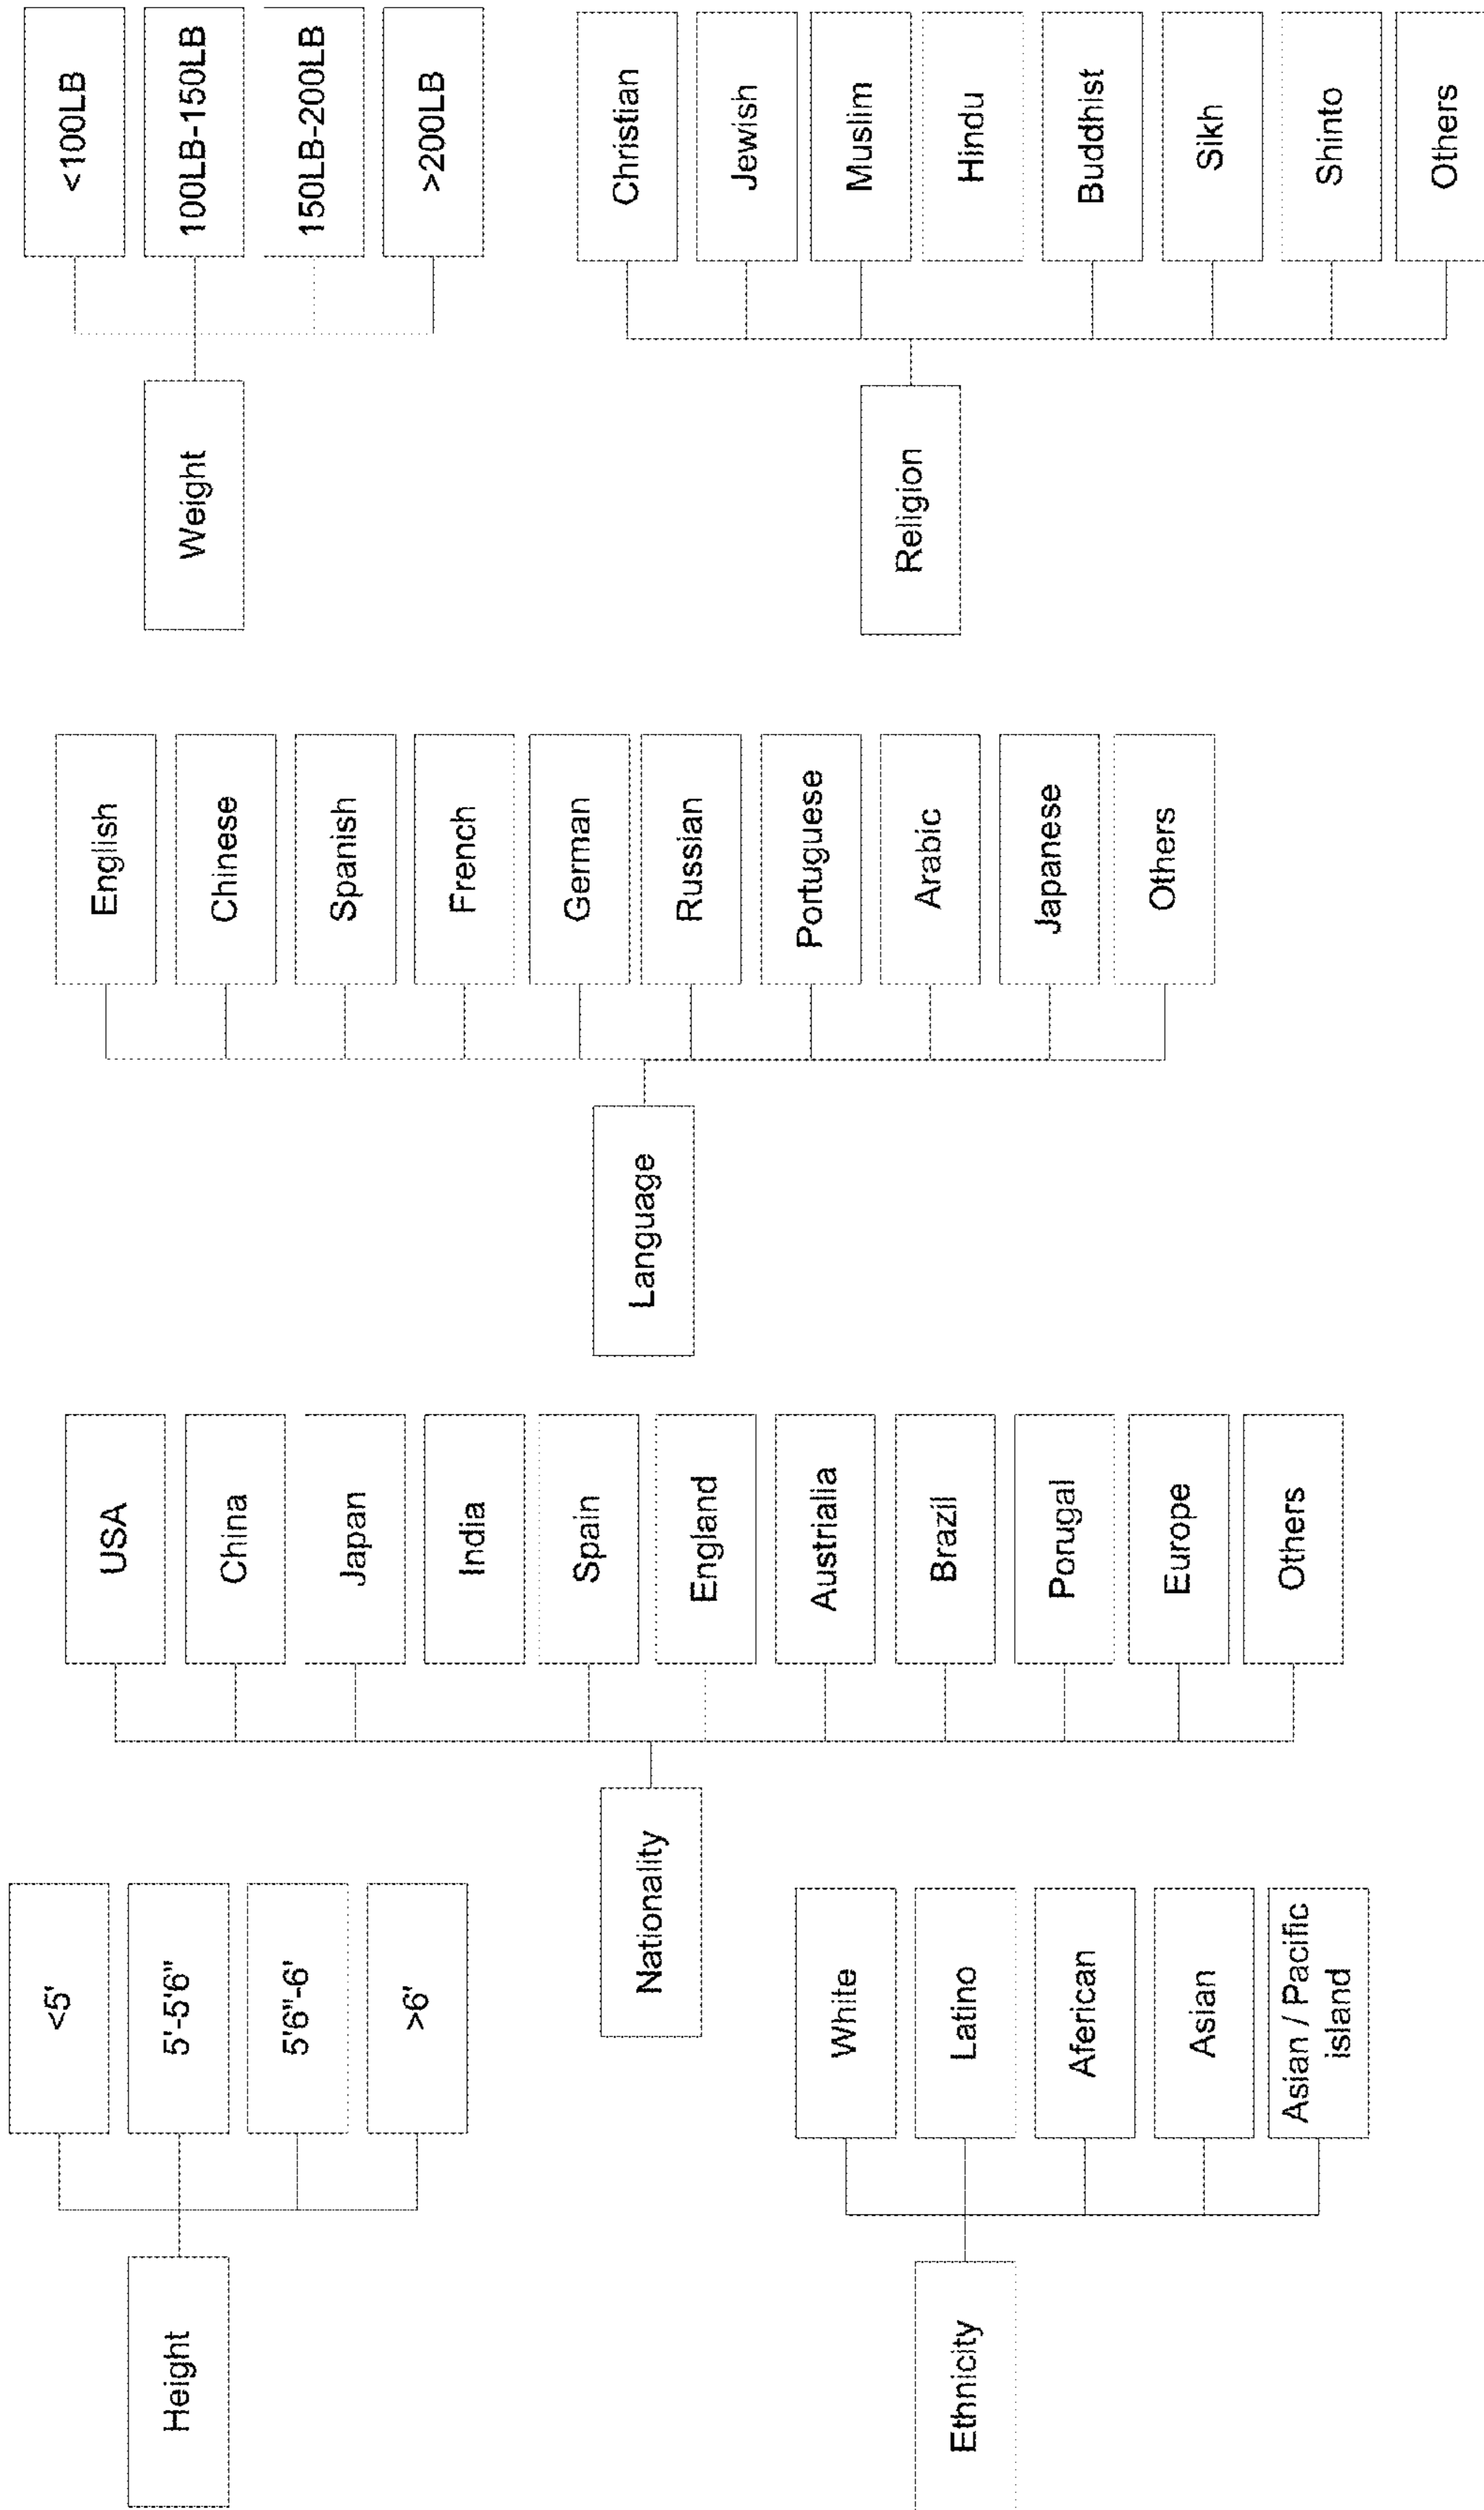 Height
<5'
5'-5'6"
5'6"-6'
>6'
Ethnicity
White
Latino
Aferican
Asian
Asian / Pacific
island
Nationality
USA
China
Japan
India
Spain
England
Austrialia
Brazil
Porugal
Europe
Others
Language
English
Chinese
Spanish
French
German
Russian
Portuguese
Arabic
Japanese
Others
Weight
<100LB
100LB-150LB
150LB-200LB
>200LB
Religion
Christian
Jewish
Muslim
Hindu
Buddhist
Sikh
Shinto
Others